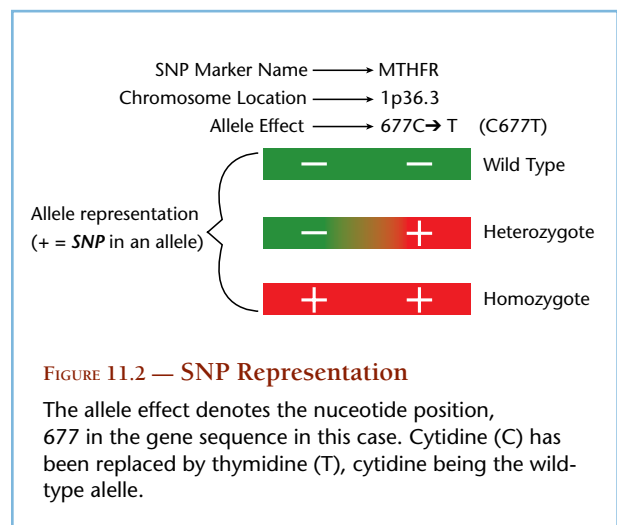 SNP Marker Name → MTHFR
Chromosome Location → 1p36.3
Allele Effect → 677C→ T (C677T)
− − Wild Type
Allele representation
(+ = SNP in an allele)
− + Heterozygote
+ + Homozygote
FIGURE 11.2 — SNP Representation
The allele effect denotes the nuceotide position,
677 in the gene sequence in this case. Cytidine (C) has
been replaced by thymidine (T), cytidine being the wild-
type alelle.